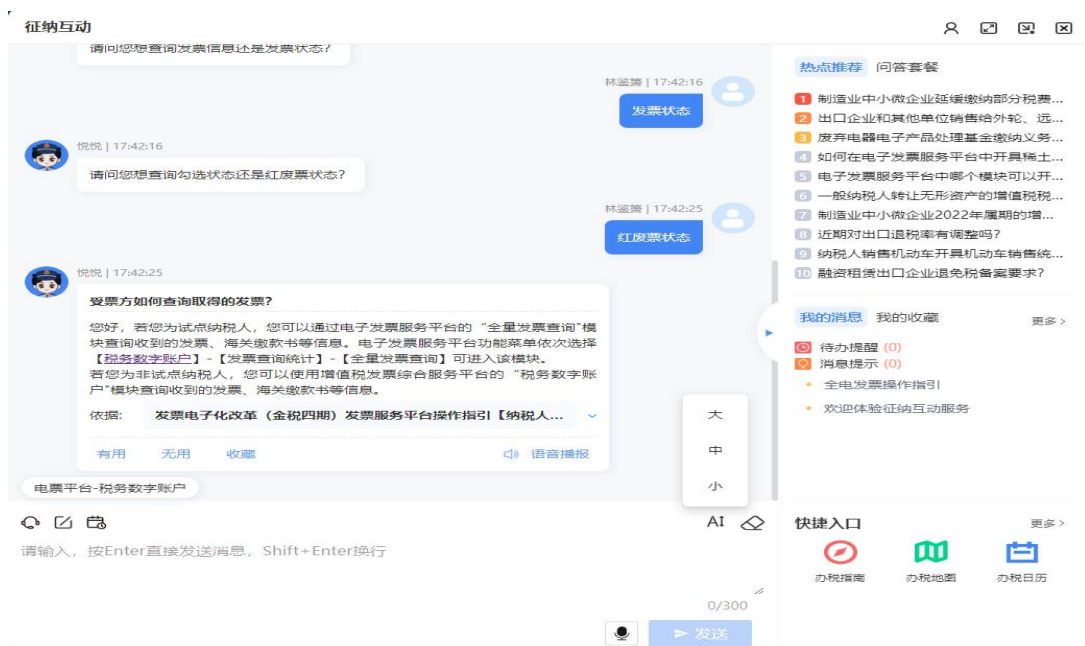 征纳互动
请问您想查询发票信息还是发票状态?
林鉴篱 | 17:42:16
发票状态
悦悦 | 17:42:16
请问您想查询勾选状态还是红废票状态?
17:42:25
红废票状态
悦悦 | 17:42:25
受票方如何查询取得的发票?
您好，若您为试点纳税人，您可以通过电子发票服务平台的“全量发票查询"模
块查询收到的发票、海关缴款书等信息。电子发票服务平台功能菜单依次选择
【税务数字账户】-【发票查询统计】-【全量发票查询】可进入该模块。
若您为非试点纳税人，您可以使用增值税发票综合服务平台的“税务数字账
户"模块查询收到的发票、海关缴款书等信息。
依据: 发票电子化改革（金税四期）发票服务平台操作指引【纳税人...
有用 无用 收藏 语音播报
电票平台-税务数字账户
大
中
小
AI
请输入，按Enter直接发送消息，Shift+Enter换行
0/300
发送
热点推荐 问答套餐
1 制造业中小微企业延缓缴纳部分税费...
2 出口企业和其他单位销售给外轮、远...
3 废弃电器电子产品处理基金缴纳义务...
4 如何在电子发票服务平台中开具稀土...
5 电子发票服务平台中哪个模块可以开...
6 一般纳税人转让无形资产的增值税税...
7 制造业中小微企业2022年属期的增...
8 近期对出口退税率有调整吗?
9 纳税人销售机动车开具机动车销售统...
10 融资租赁出口企业退免税备案要求?
我的消息 我的收藏 更多>
待办提醒 (0)
消息提示 (0)
全电发票操作指引
欢迎体验征纳互动服务
快捷入口 更多>
办税指南 办税地图 办税日历